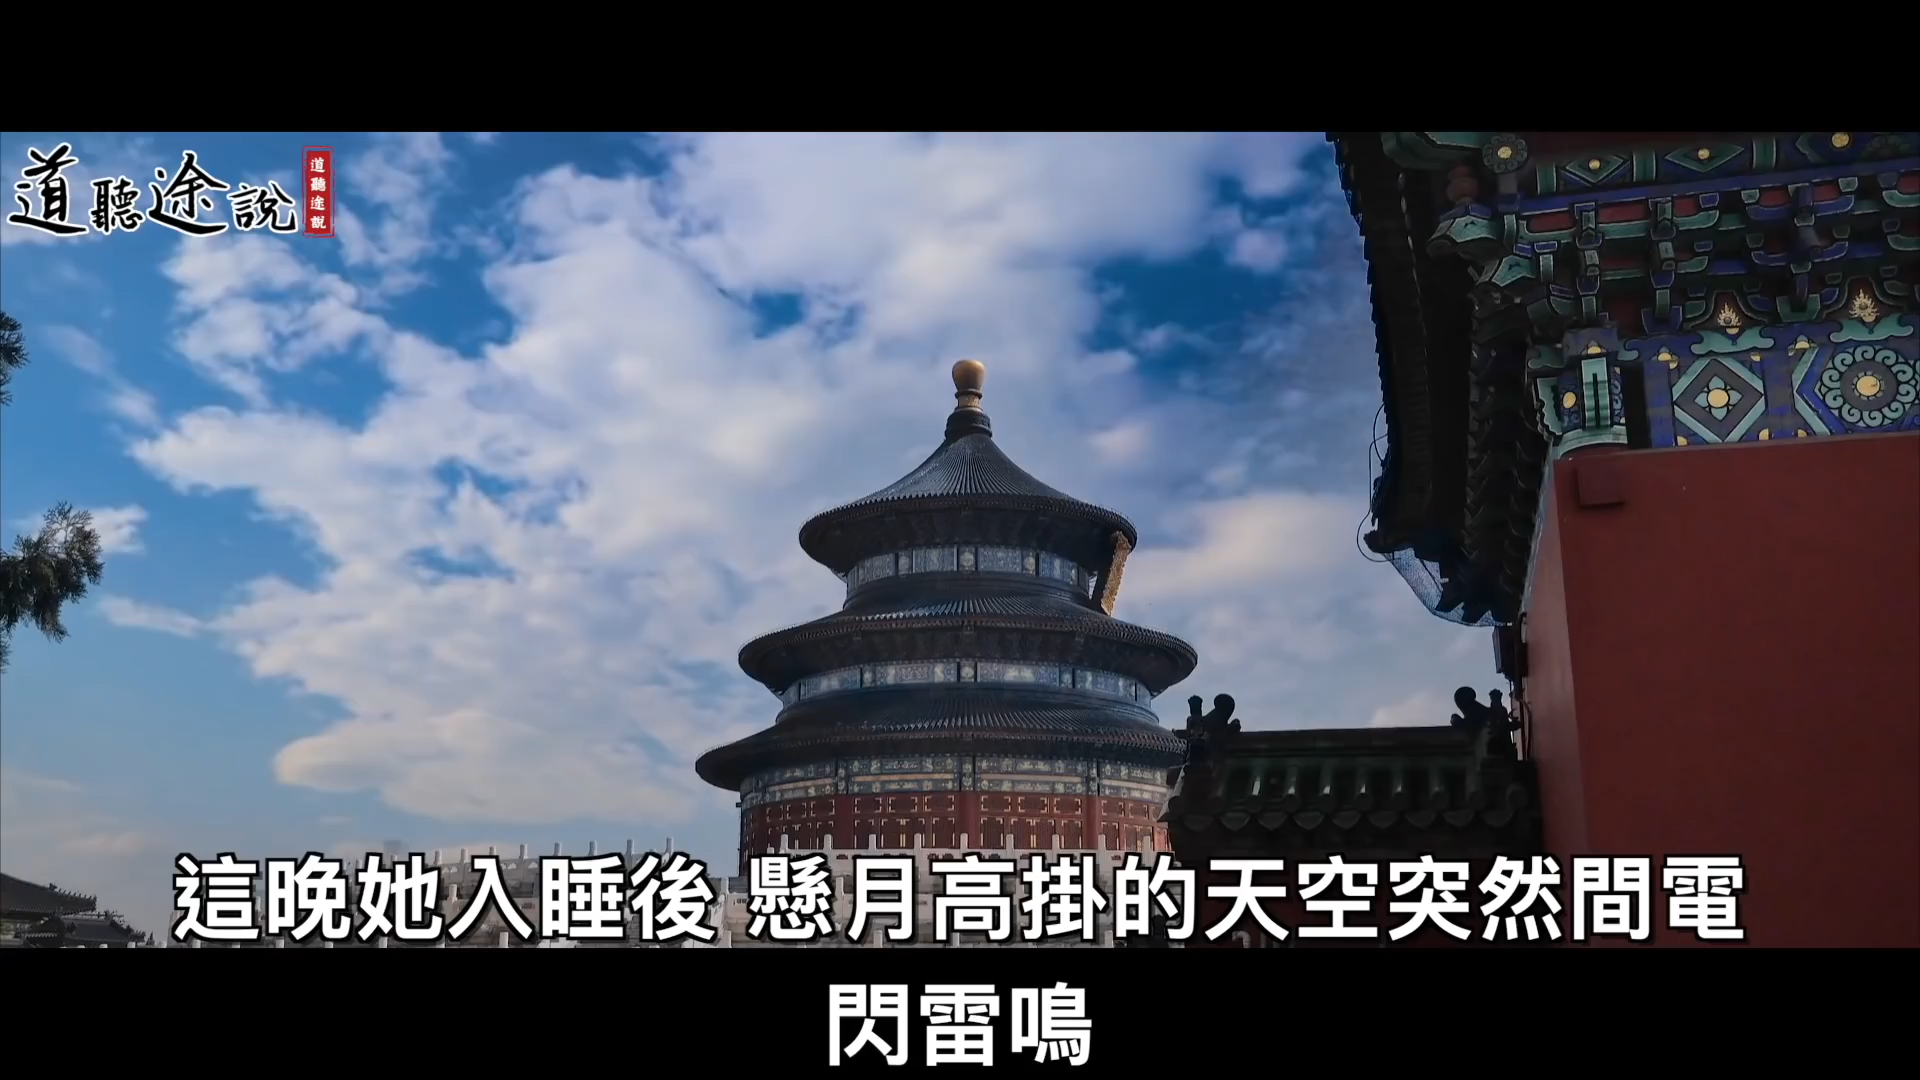 道聽途說
道聽途說
這晚她入睡後 懸月高掛的天空突然間電
閃雷鳴